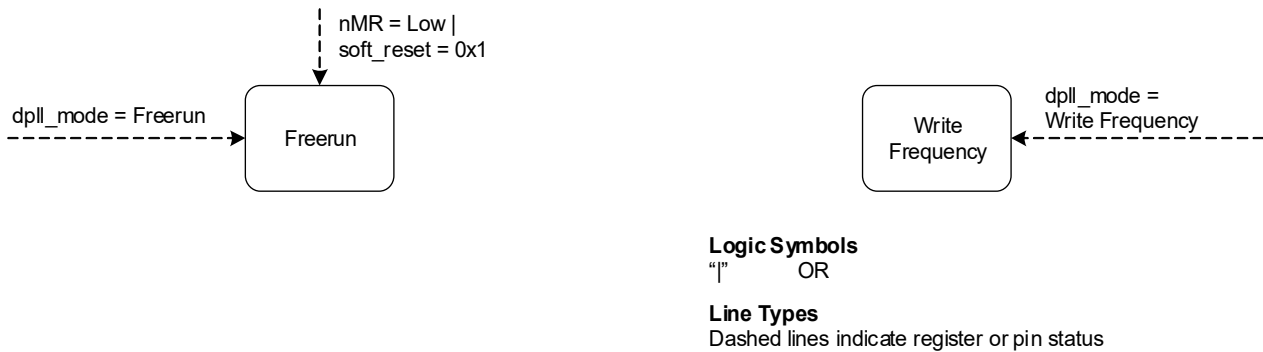 nMR = Low |
soft_reset = 0x1
dpll_mode = Freerun
Freerun
dpll_mode =
Write Frequency
Write
Frequency
Logic Symbols
“|” OR
Line Types
Dashed lines indicate register or pin status